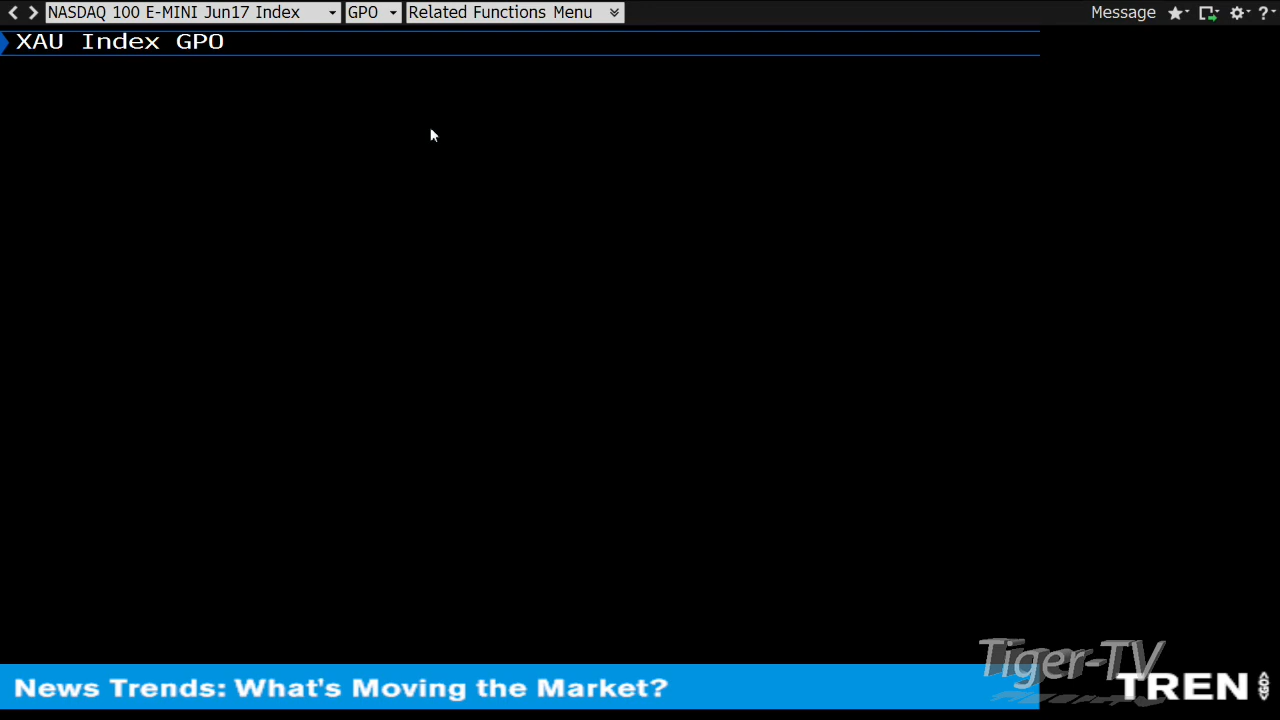 NASDAQ 100 E-MINI Jun17 Index GPO Related Functions Menu Message ?
XAU Index GPO
Tiger-TV
News Trends: What's Moving the Market? TREN <GO>